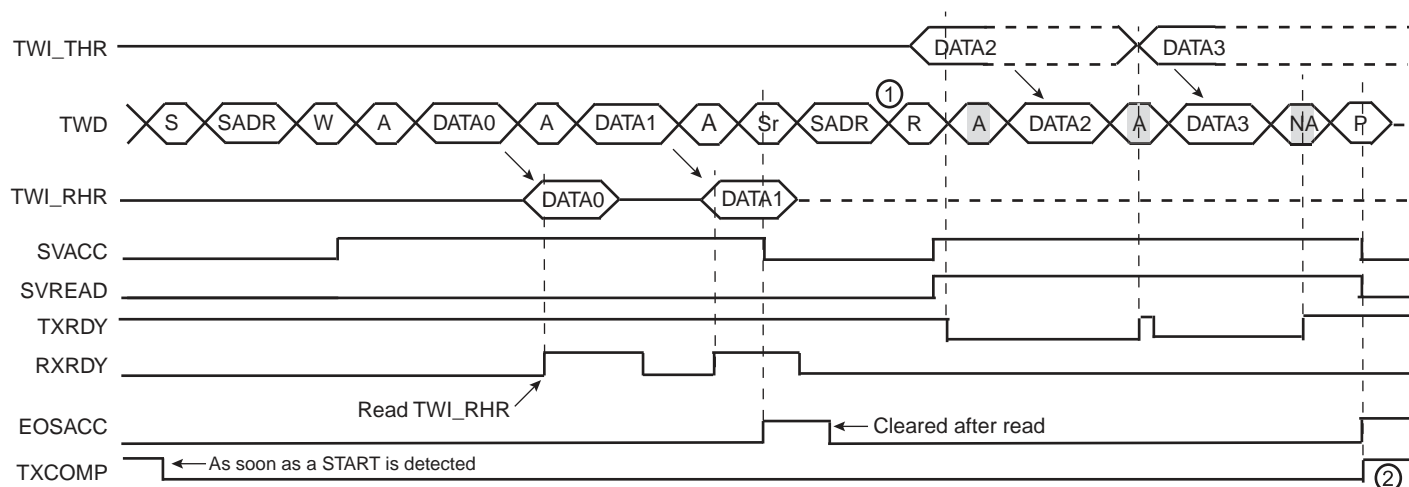 TWI_THR DATA2 DATA3
①
TWD S SADR W A DATA0 A DATA1 A Sr SADR R A DATA2 A DATA3 NA P
TWI_RHR DATA0 DATA1
SVACC
SVREAD
TXRDY
RXRDY
Read TWI_RHR
EOSACC Cleared after read
TXCOMP As soon as a START is detected ②